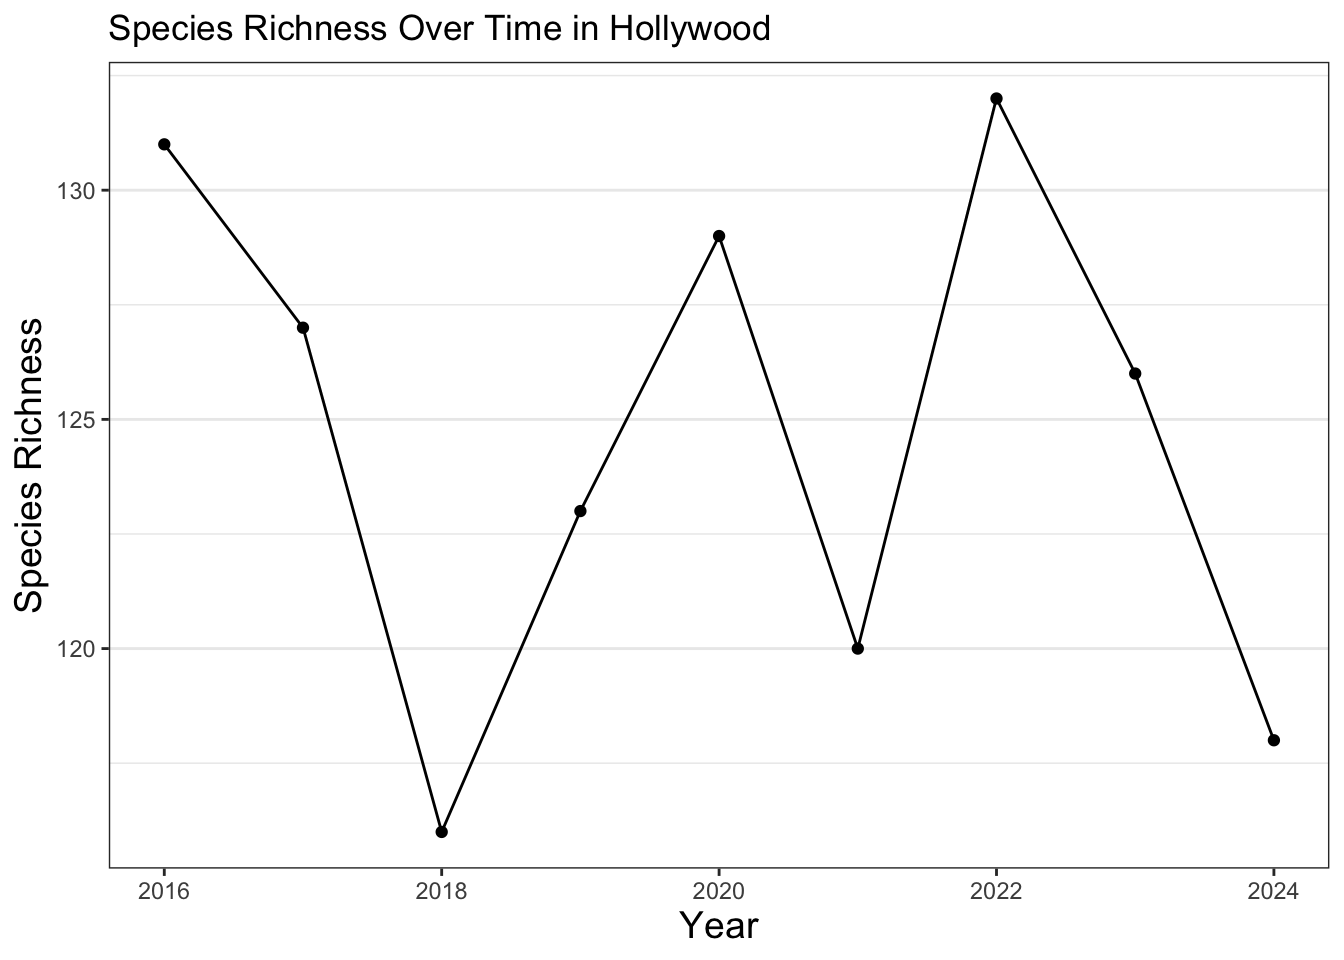 Species Richness Over Time in Hollywood
Species Richness
130
125
120
2016 2018 2020 2022 2024
Year